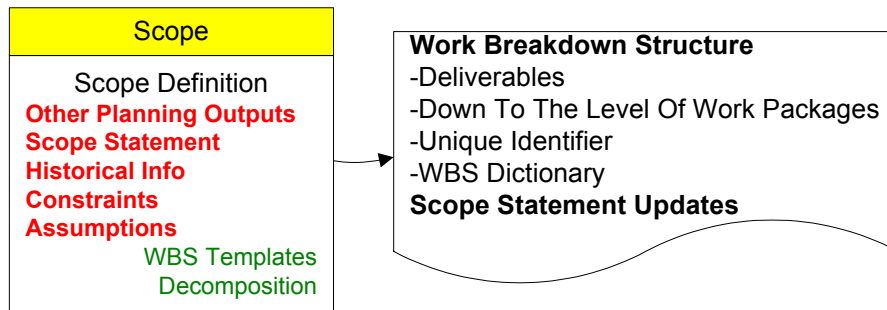 Scope
Scope Definition
Other Planning Outputs
Scope Statement
Historical Info
Constraints
Assumptions
WBS Templates
Decomposition
Work Breakdown Structure
-Deliverables
-Down To The Level Of Work Packages
-Unique Identifier
-WBS Dictionary
Scope Statement Updates